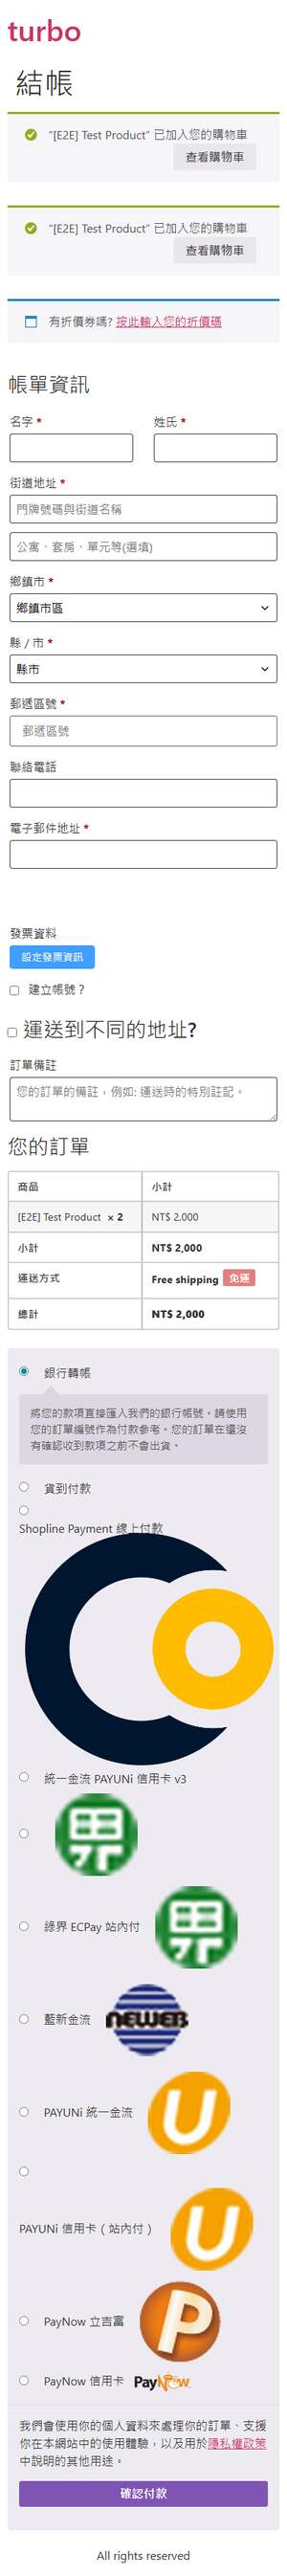 turbo
結帳
“[E2E] Test Product” 已加入您的購物車
查看購物車
“[E2E] Test Product” 已加入您的購物車
查看購物車
有折價券嗎? 按此輸入您的折價碼
帳單資訊
名字 *
姓氏 *
街道地址 *
門牌號碼與街道名稱
公寓、套房、單元等(選填)
鄉鎮市 *
鄉鎮市區
縣 / 市 *
縣市
郵遞區號 *
郵遞區號
聯絡電話
電子郵件地址 *
發票資料
設定發票資訊
建立帳號？
運送到不同的地址?
訂單備註
您的訂單的備註，例如: 運送時的特別註記。
您的訂單
商品 小計
[E2E] Test Product × 2 NT$ 2,000
小計 NT$ 2,000
運送方式 Free shipping 免運
總計 NT$ 2,000
銀行轉帳
將您的款項直接匯入我們的銀行帳號。請使用
您的訂單編號作為付款參考。您的訂單在還沒
有確認收到款項之前不會出貨。
貨到付款
Shopline Payment 線上付款
統一金流 PAYUNi 信用卡 v3
綠界 ECPay 站內付
藍新金流 NEWEB
PAYUNi 統一金流
PAYUNi 信用卡（站內付）
PayNow 立吉富
PayNow 信用卡 PayNow
我們會使用你的個人資料來處理你的訂單、支援
你在本網站中的使用體驗，以及用於隱私權政策
中說明的其他用途。
確認付款
All rights reserved